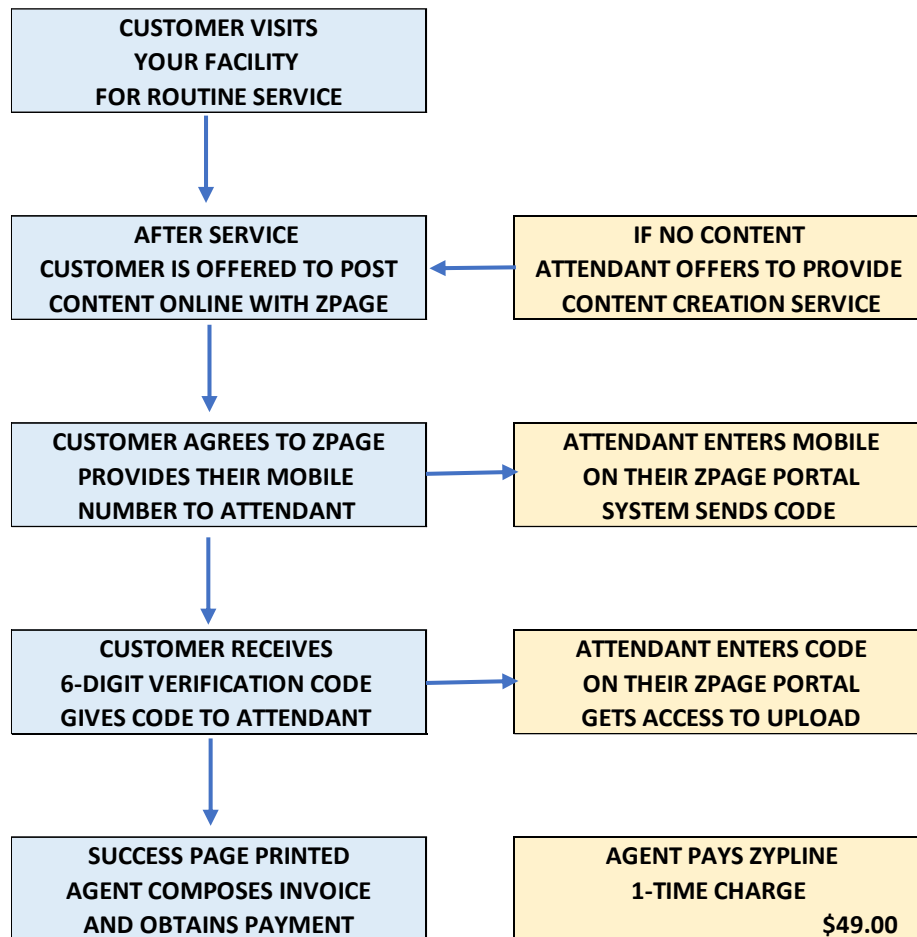 CUSTOMER VISITS
YOUR FACILITY
FOR ROUTINE SERVICE
AFTER SERVICE
CUSTOMER IS OFFERED TO POST
CONTENT ONLINE WITH ZPAGE
IF NO CONTENT
ATTENDANT OFFERS TO PROVIDE
CONTENT CREATION SERVICE
CUSTOMER AGREES TO ZPAGE
PROVIDES THEIR MOBILE
NUMBER TO ATTENDANT
ATTENDANT ENTERS MOBILE
ON THEIR ZPAGE PORTAL
SYSTEM SENDS CODE
CUSTOMER RECEIVES
6-DIGIT VERIFICATION CODE
GIVES CODE TO ATTENDANT
ATTENDANT ENTERS CODE
ON THEIR ZPAGE PORTAL
GETS ACCESS TO UPLOAD
SUCCESS PAGE PRINTED
AGENT COMPOSES INVOICE
AND OBTAINS PAYMENT
AGENT PAYS ZYPLINE
1-TIME CHARGE
$49.00